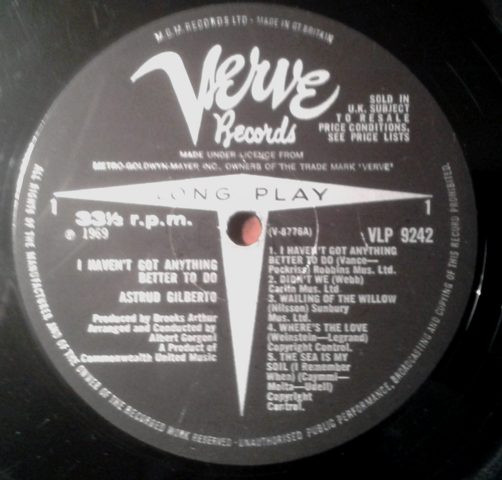 M.G.M. RECORDS LTD · MADE IN GT. BRITAIN
Verve
Records
SOLD IN
U.K. SUBJECT
TO RESALE
PRICE CONDITIONS,
SEE PRICE LISTS
MADE UNDER LICENCE FROM
METRO-GOLDWYN-MAYER INC., OWNERS OF THE TRADE MARK "VERVE"
LONG PLAY
1
1
33⅓ r.p.m.
℗ 1969
I HAVEN'T GOT ANYTHING
BETTER TO DO
ASTRUD GILBERTO
Produced by Brooks Arthur
Arranged and Conducted by
Albert Gorgoni
A Product of
Commonwealth United Music
(V-8776A)
VLP 9242
1. I HAVEN'T GOT ANYTHING
BETTER TO DO (Vance—
Pockriss) Robbins Mus. Ltd.
2. DIDN'T WE (Webb)
Carlin Mus. Ltd
3. WAILING OF THE WILLOW
(Nilsson) Sunbury
Mus. Ltd.
4. WHERE'S THE LOVE
(Weinstein—Legrand)
Copyright Control.
5. THE SEA IS MY
SOIL (I Remember
When) (Caymmi—
Motta—Udell)
Copyright
Control.
ALL RIGHTS OF THE MANUFACTURER AND OF THE OWNER OF THE RECORDED WORK RESERVED - UNAUTHORISED PUBLIC PERFORMANCE, BROADCASTING AND COPYING OF THIS RECORD PROHIBITED.